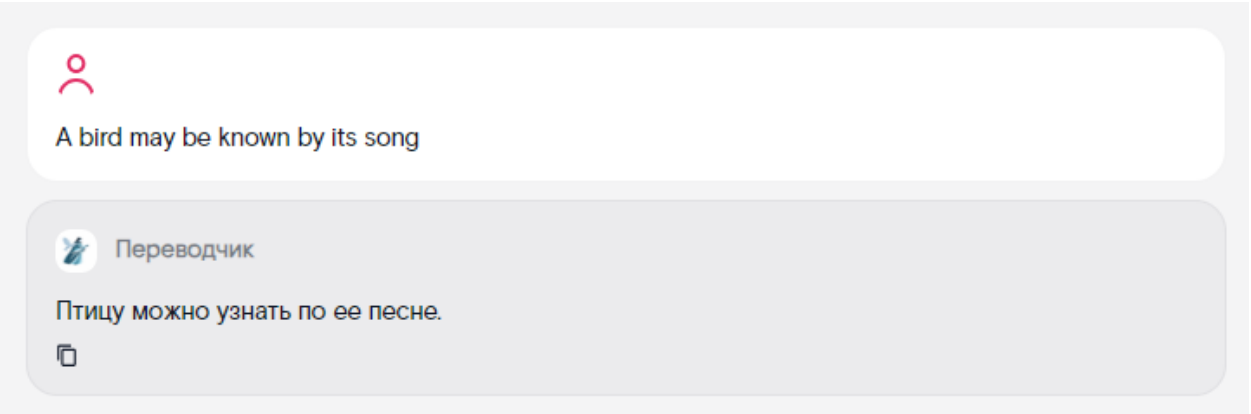 A bird may be known by its song
Переводчик
Птицу можно узнать по ее песне.